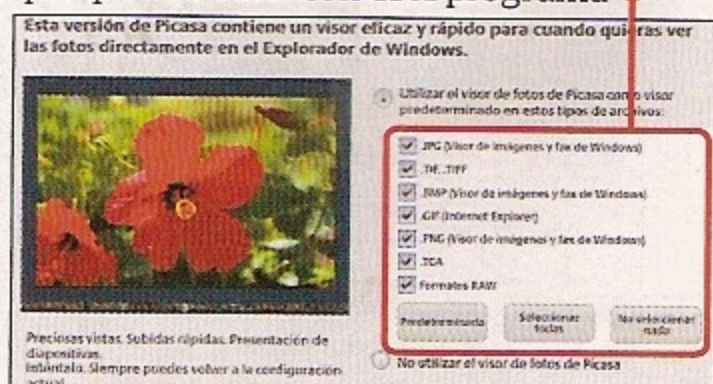 programa
Esta versión de Picasa contiene un visor eficaz y rápido para cuando quieras ver
las fotos directamente en el Explorador de Windows.
Utilizar el visor de fotos de Picasa como visor
predeterminado en estos tipos de archivos:
.JPG (Visor de imágenes y fax de Windows)
.TIF, .TIFF
.BMP (Visor de imágenes y fax de Windows)
.GIF (Internet Explorer)
.PNG (Visor de imágenes y fax de Windows)
.TGA
Formatos RAW
Predeterminado
Seleccionar
todas
No seleccionar
nada
No utilizar el visor de fotos de Picasa
Preciosas vistas. Subidas rápidas. Presentación de
diapositivas.
Inténtalo. Siempre puedes volver a la configuración
actual.